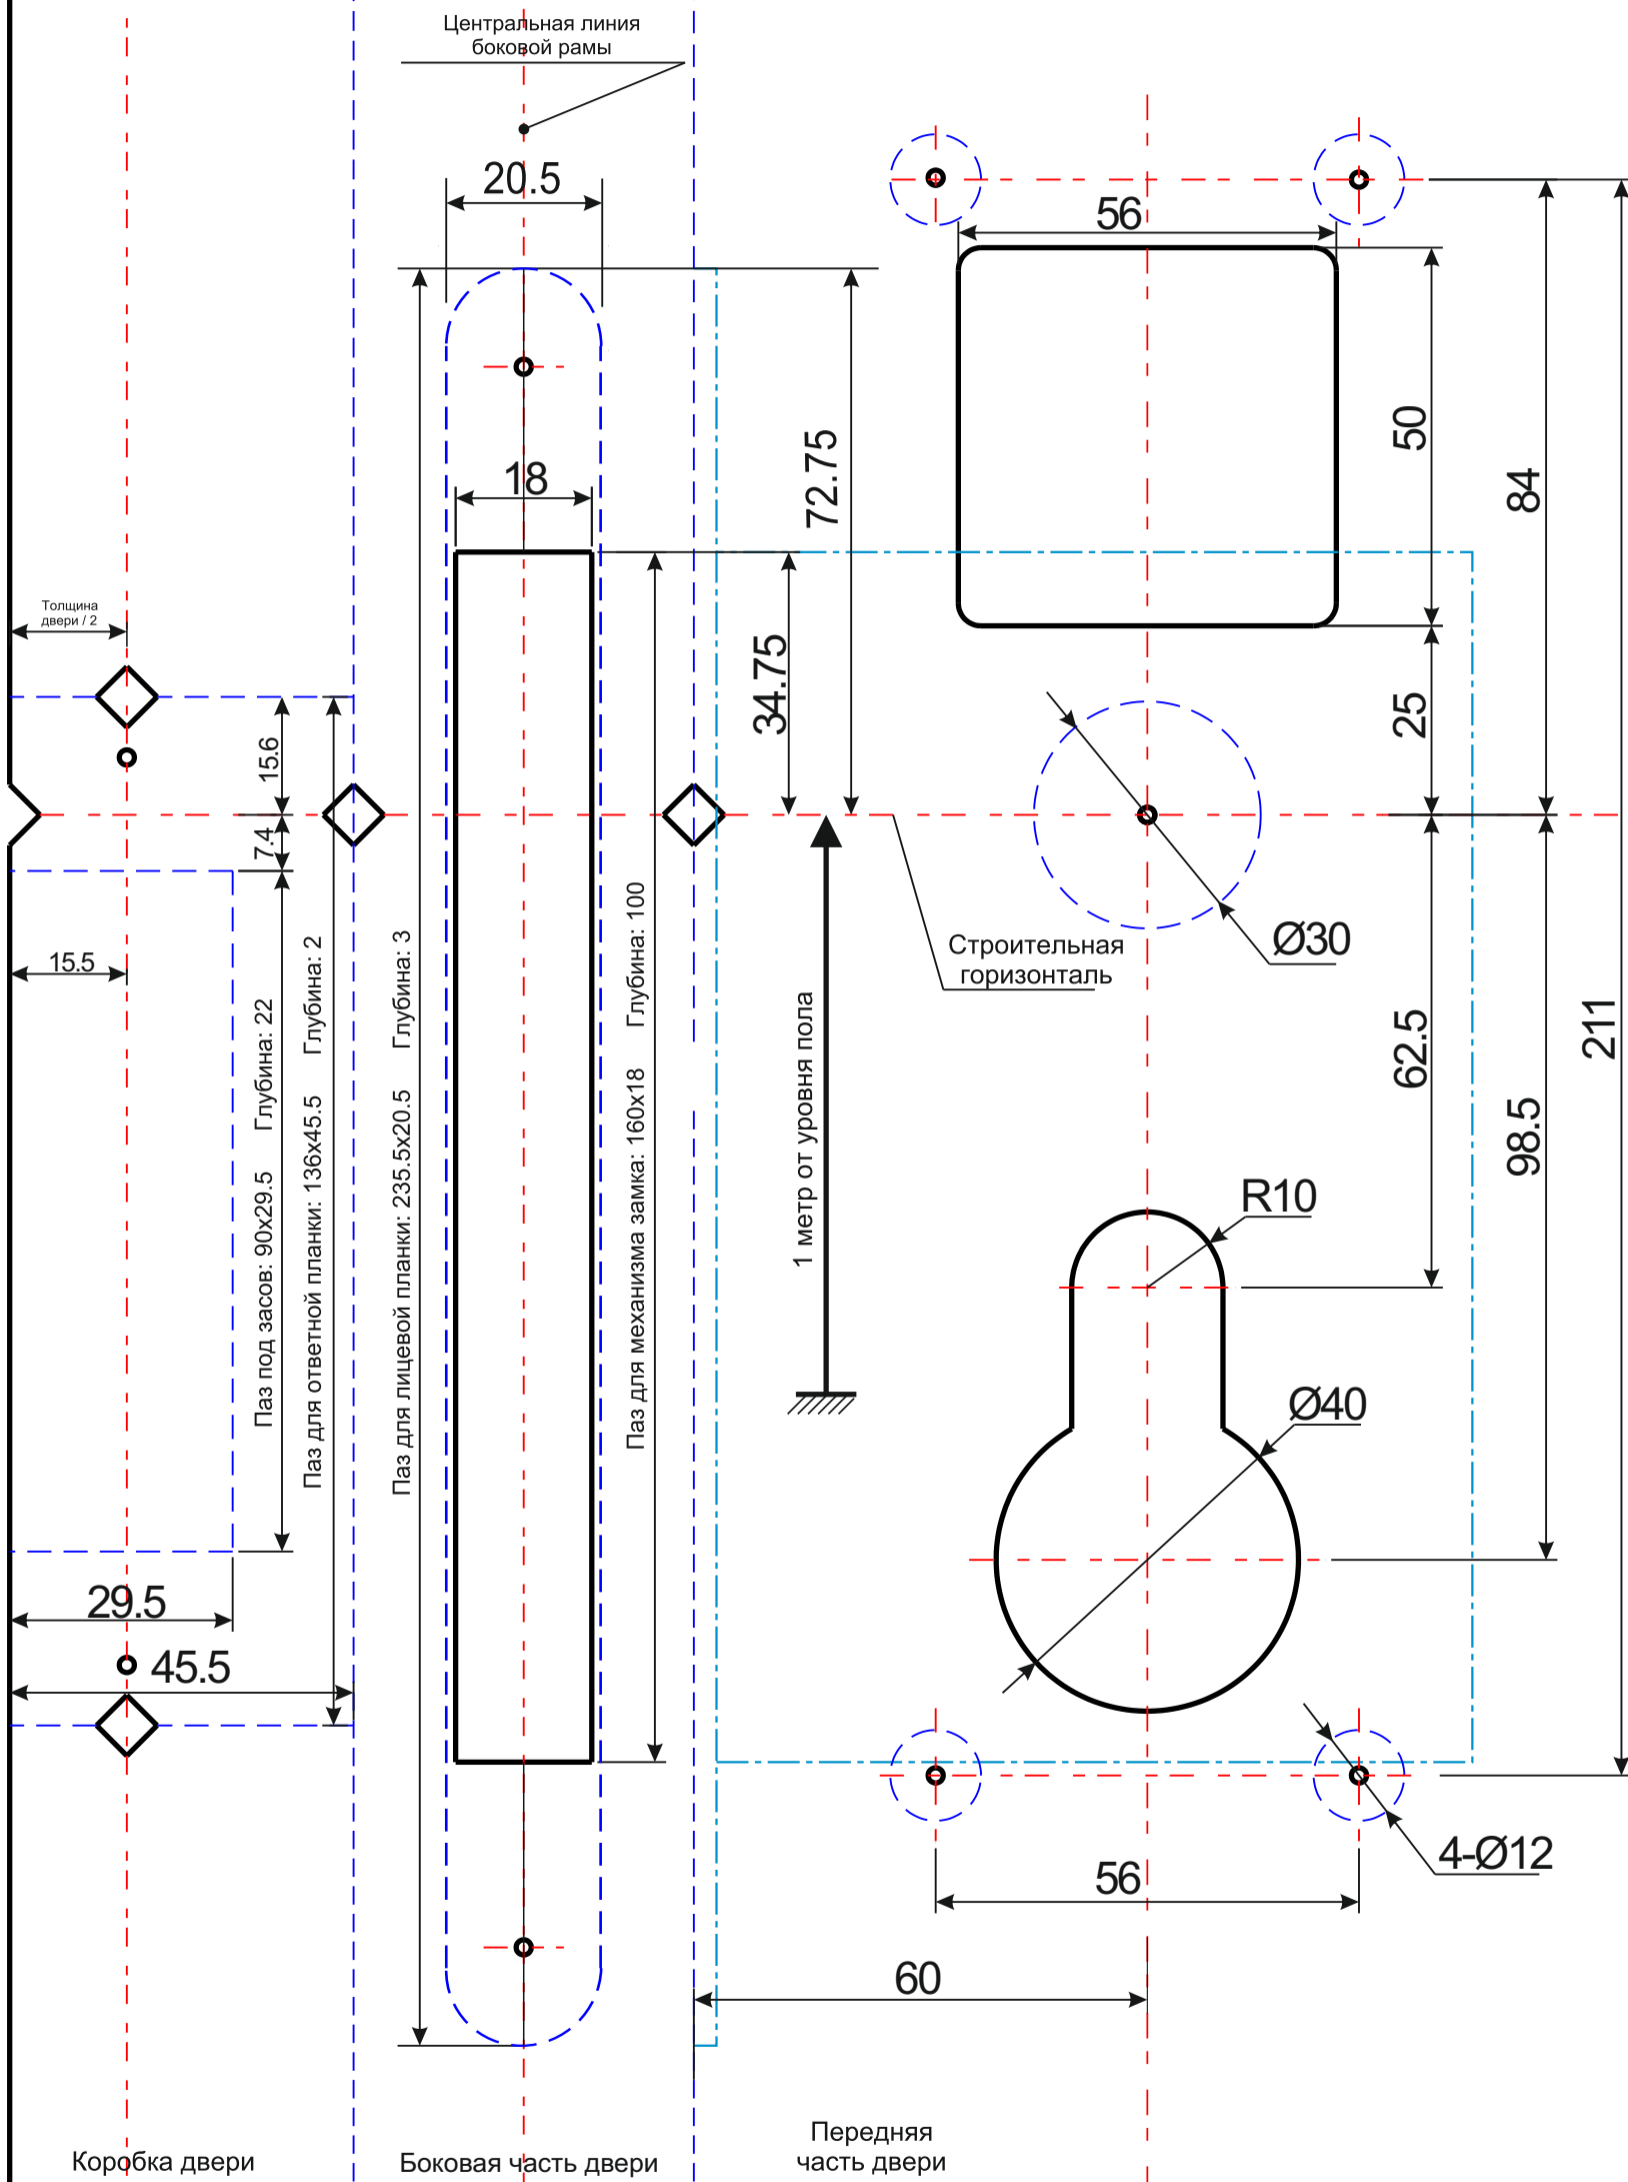 Центральная линия
боковой рамы
20.5
56
18
72.75
50
84
Толщина
двери / 2
34.75
15.6
25
7.4
15.5
Строительная
горизонталь
Ø30
Паз под засов: 90x29.5 Глубина: 22
Паз для ответной планки: 136x45.5 Глубина: 2
Паз для лицевой планки: 235.5x20.5 Глубина: 3
Паз для механизма замка: 160x18 Глубина: 100
1 метр от уровня пола
62.5
211
98.5
R10
Ø40
29.5
45.5
4-Ø12
56
60
Коробка двери
Боковая часть двери
Передняя
часть двери